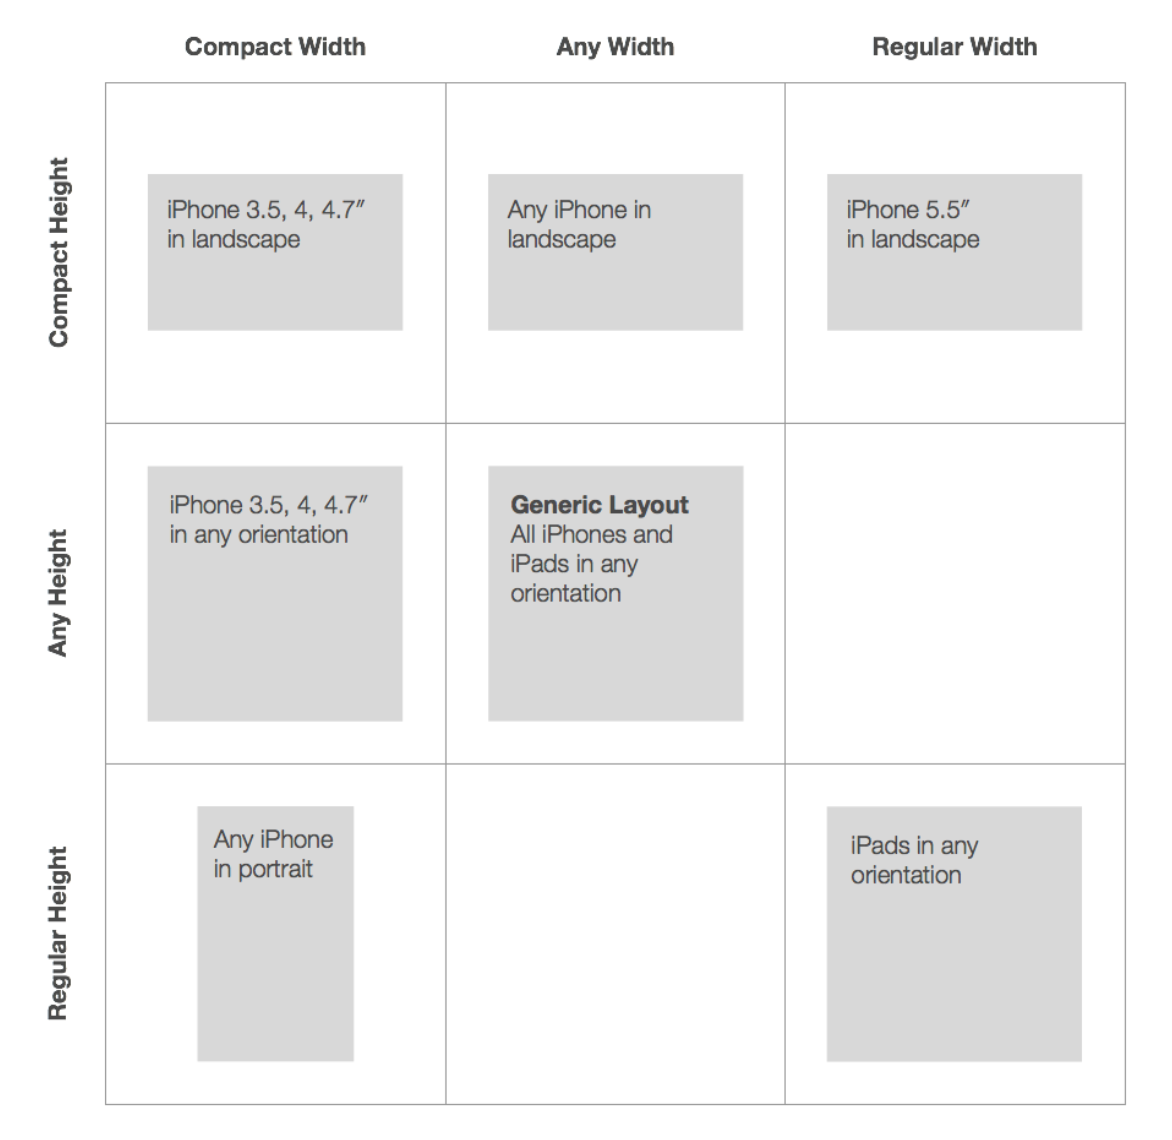 Compact Width
Any Width
Regular Width
Compact Height
iPhone 3.5, 4, 4.7″
in landscape
Any iPhone in
landscape
iPhone 5.5″
in landscape
Any Height
iPhone 3.5, 4, 4.7″
in any orientation
Generic Layout
All iPhones and
iPads in any
orientation
Regular Height
Any iPhone
in portrait
iPads in any
orientation